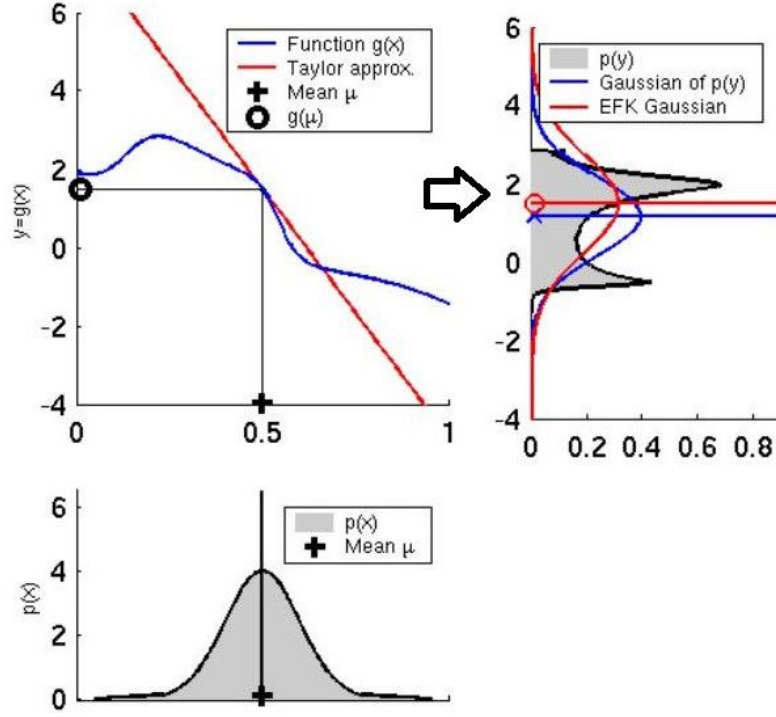 6
4
2
0
-2
-4
y=g(x)
Function g(x)
Taylor approx.
Mean μ
g(μ)
0
0.5
1
6
4
2
0
-2
-4
p(y)
Gaussian of p(y)
EFK Gaussian
0
0.2
0.4
0.6
0.8
6
4
2
0
p(x)
p(x)
Mean μ